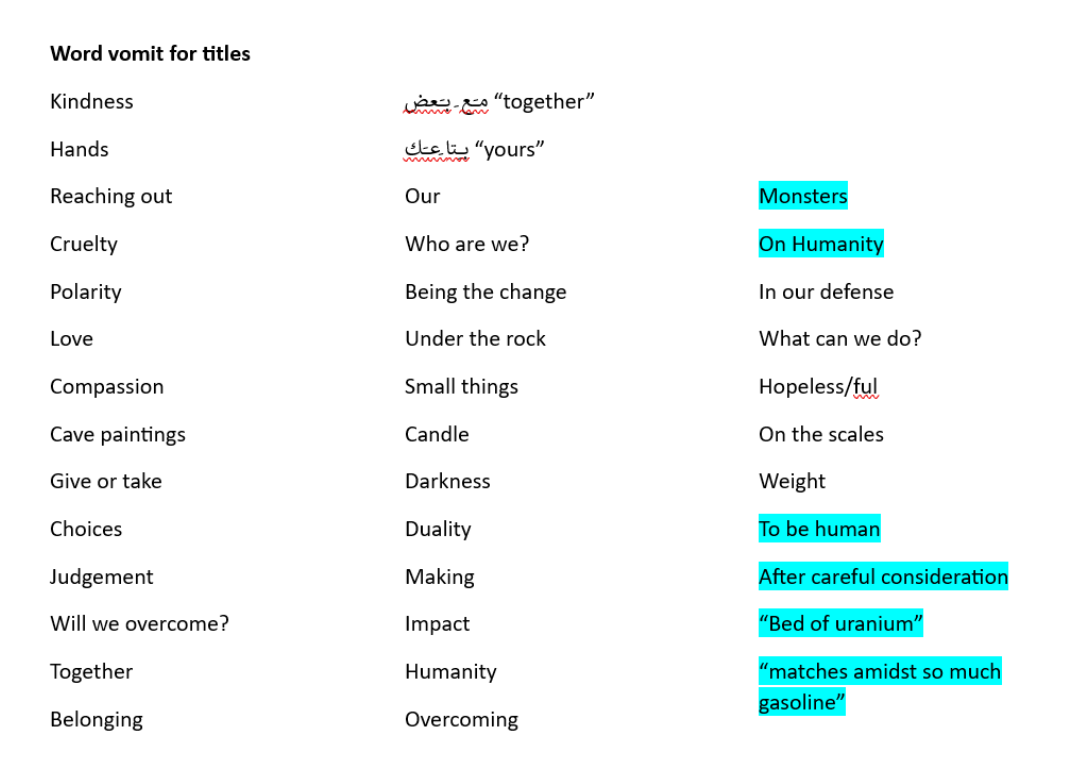 Word vomit for titles
Kindness
Hands
Reaching out
Cruelty
Polarity
Love
Compassion
Cave paintings
Give or take
Choices
Judgement
Will we overcome?
Together
Belonging
مَع بَعض “together”
بِتاعَك “yours”
Our
Who are we?
Being the change
Under the rock
Small things
Candle
Darkness
Duality
Making
Impact
Humanity
Overcoming
Monsters
On Humanity
In our defense
What can we do?
Hopeless/ful
On the scales
Weight
To be human
After careful consideration
“Bed of uranium”
“matches amidst so much
gasoline”